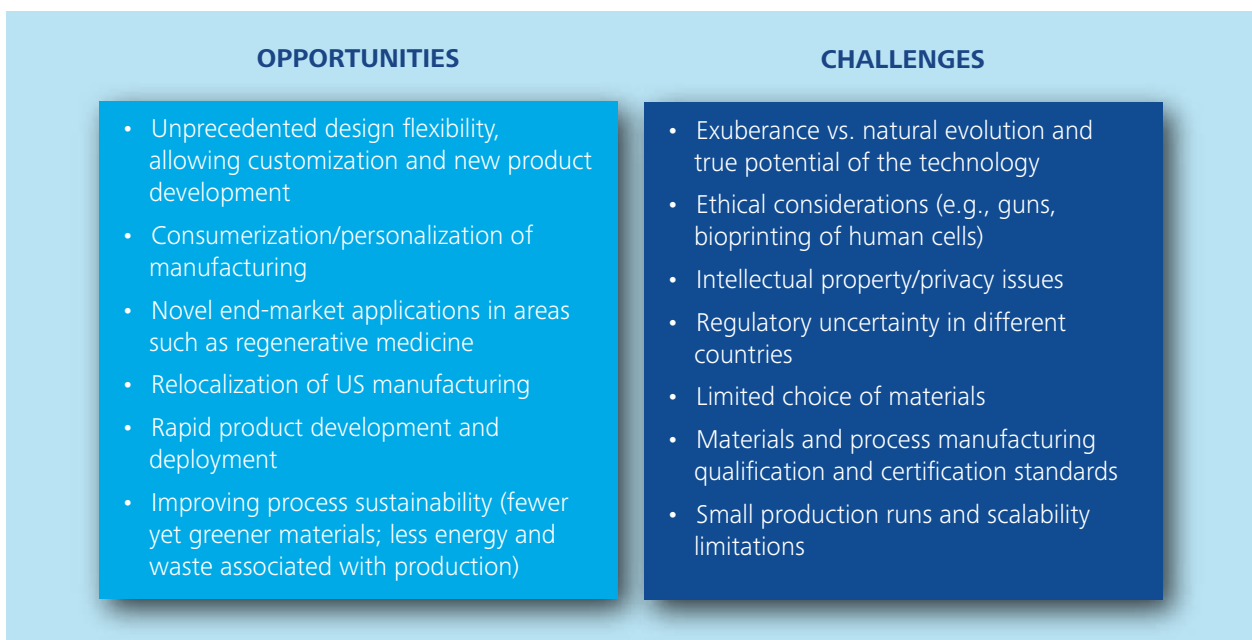 OPPORTUNITIES
• Unprecedented design flexibility,
allowing customization and new product
development
• Consumerization/personalization of
manufacturing
• Novel end-market applications in areas
such as regenerative medicine
• Relocalization of US manufacturing
• Rapid product development and
deployment
• Improving process sustainability (fewer
yet greener materials; less energy and
waste associated with production)
CHALLENGES
• Exuberance vs. natural evolution and
true potential of the technology
• Ethical considerations (e.g., guns,
bioprinting of human cells)
• Intellectual property/privacy issues
• Regulatory uncertainty in different
countries
• Limited choice of materials
• Materials and process manufacturing
qualification and certification standards
• Small production runs and scalability
limitations